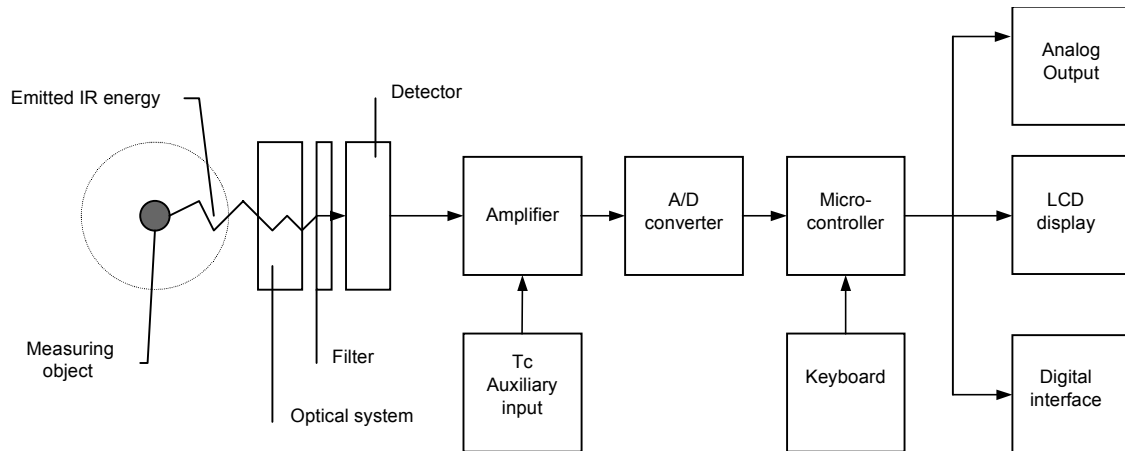 Emitted IR energy
Detector
Analog
Output
Amplifier
A/D
converter
Micro-
controller
LCD
display
Measuring
object
Filter
Optical system
Tc
Auxiliary
input
Keyboard
Digital
interface